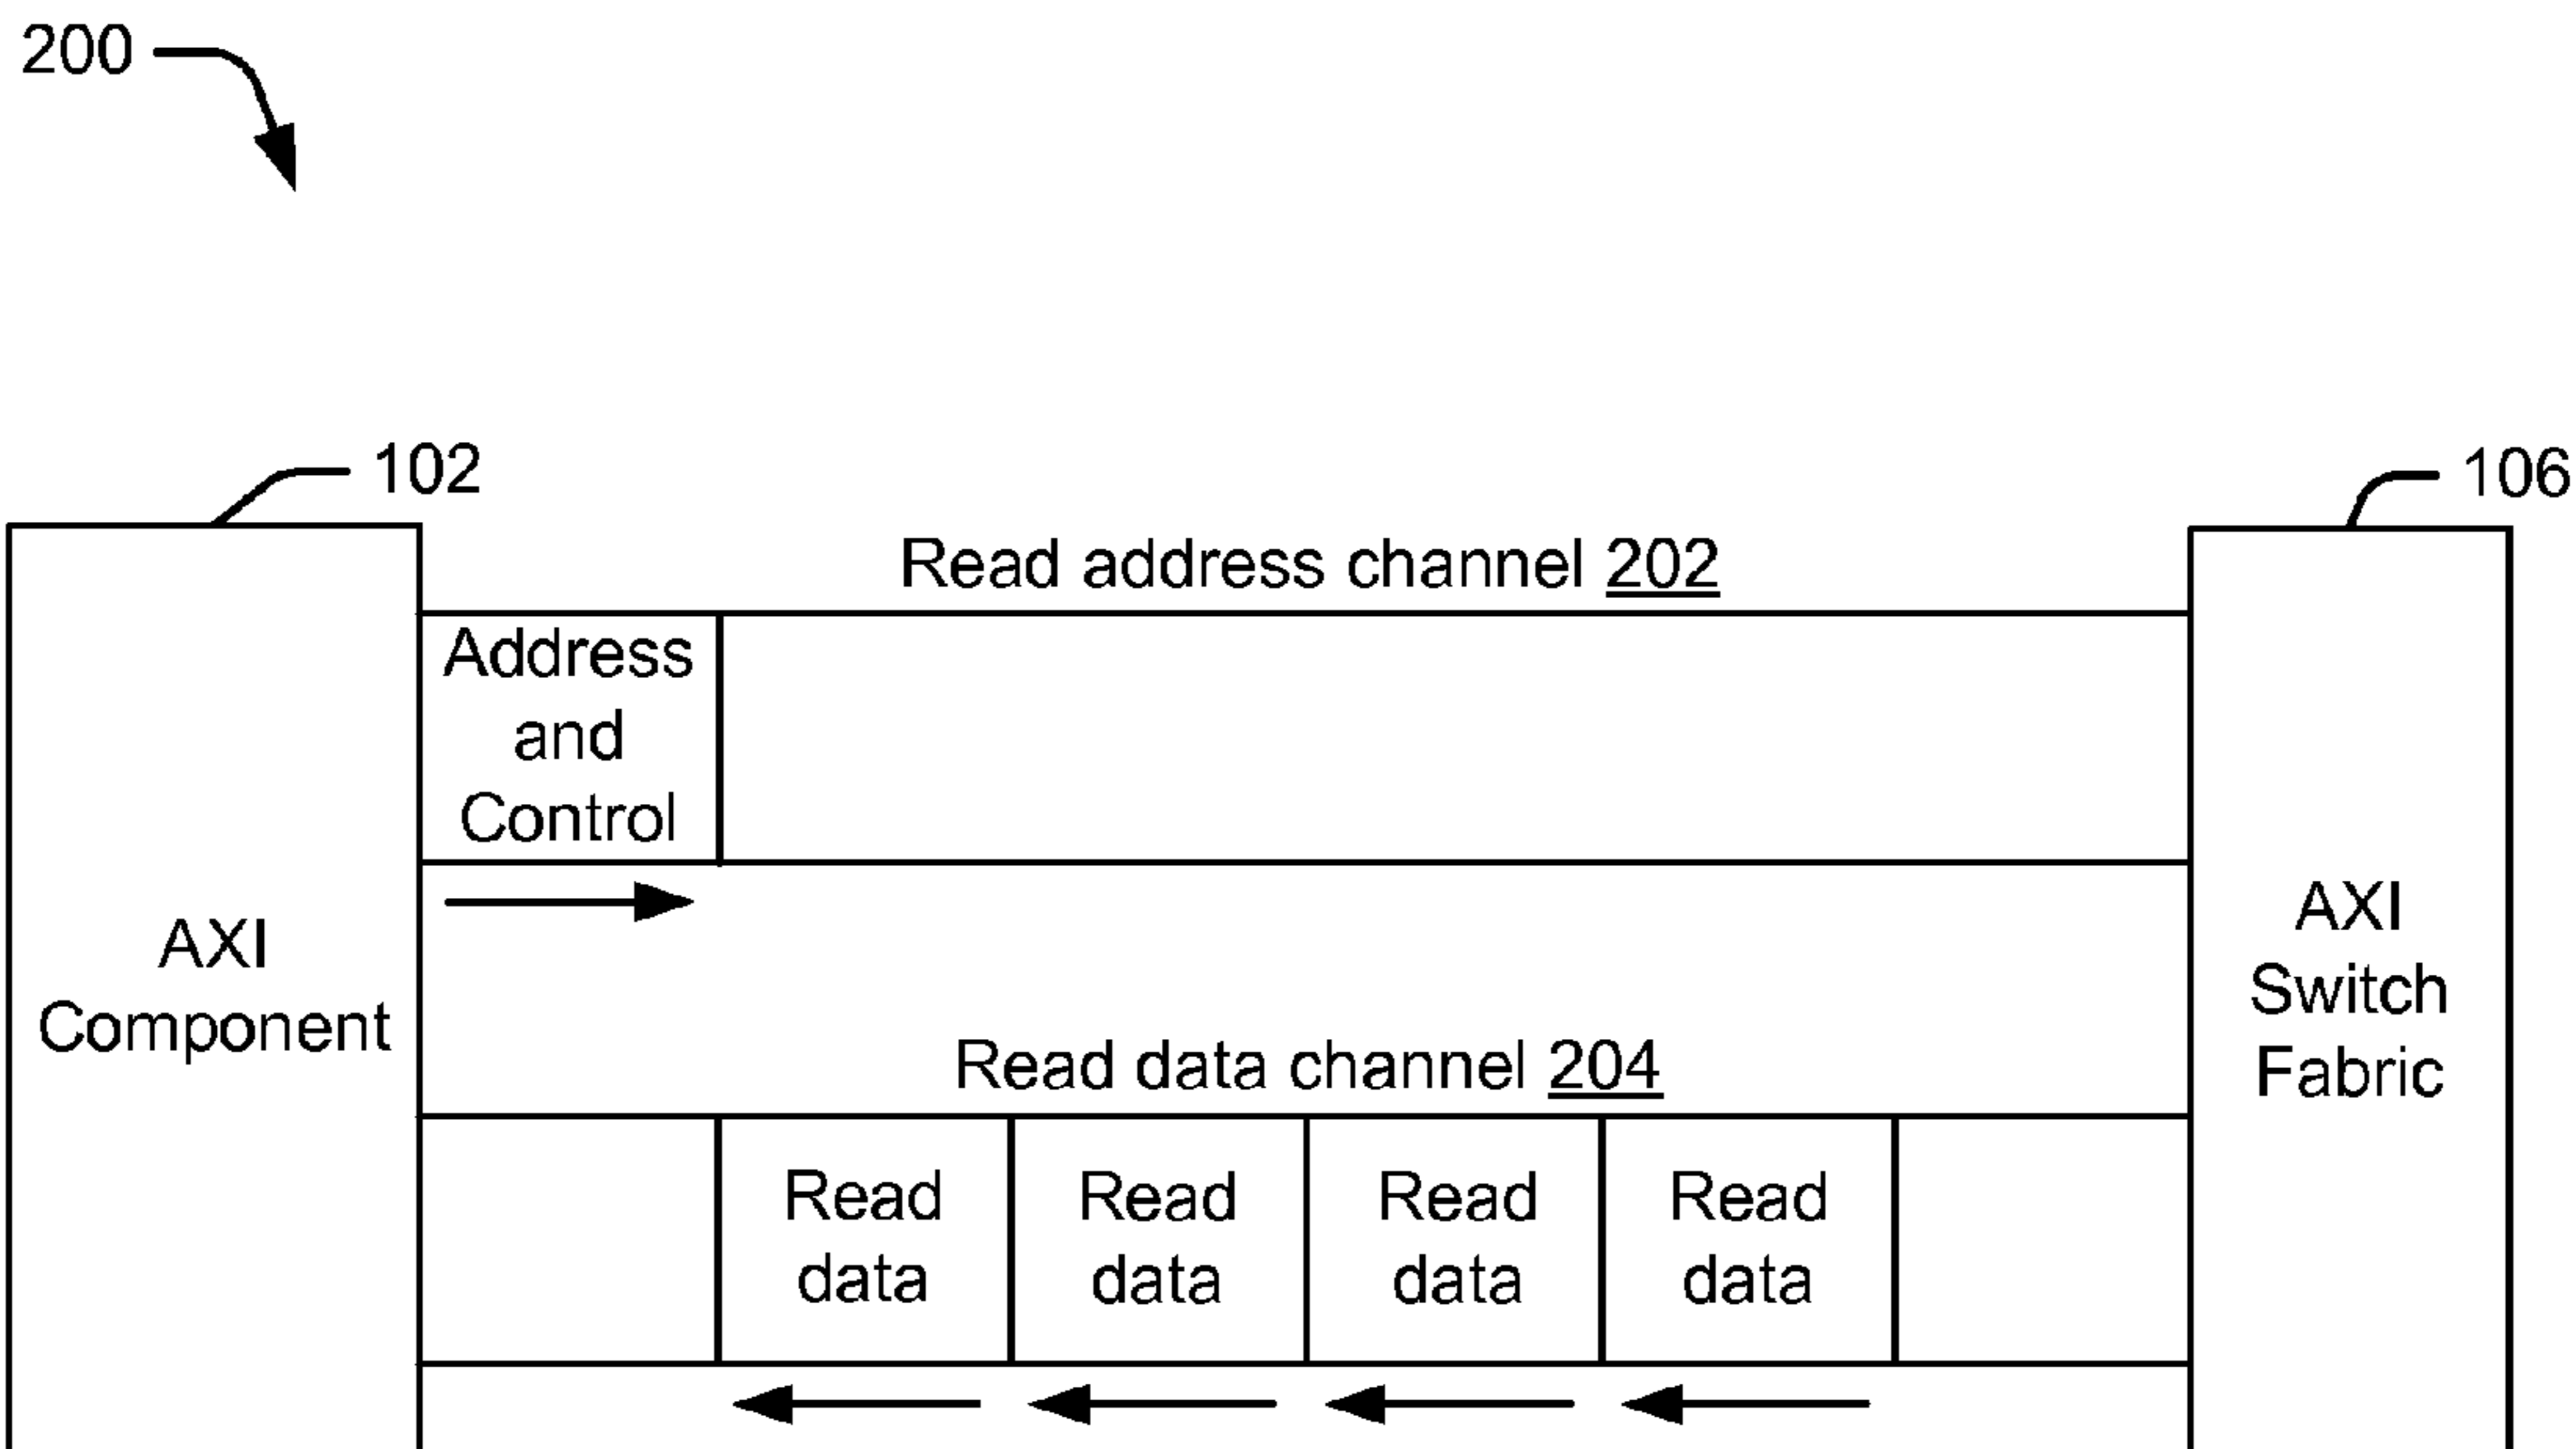 200
102
106
Read address channel 202
Address
and
Control
AXI
Component
AXI
Switch
Fabric
Read data channel 204
Read
data
Read
data
Read
data
Read
data